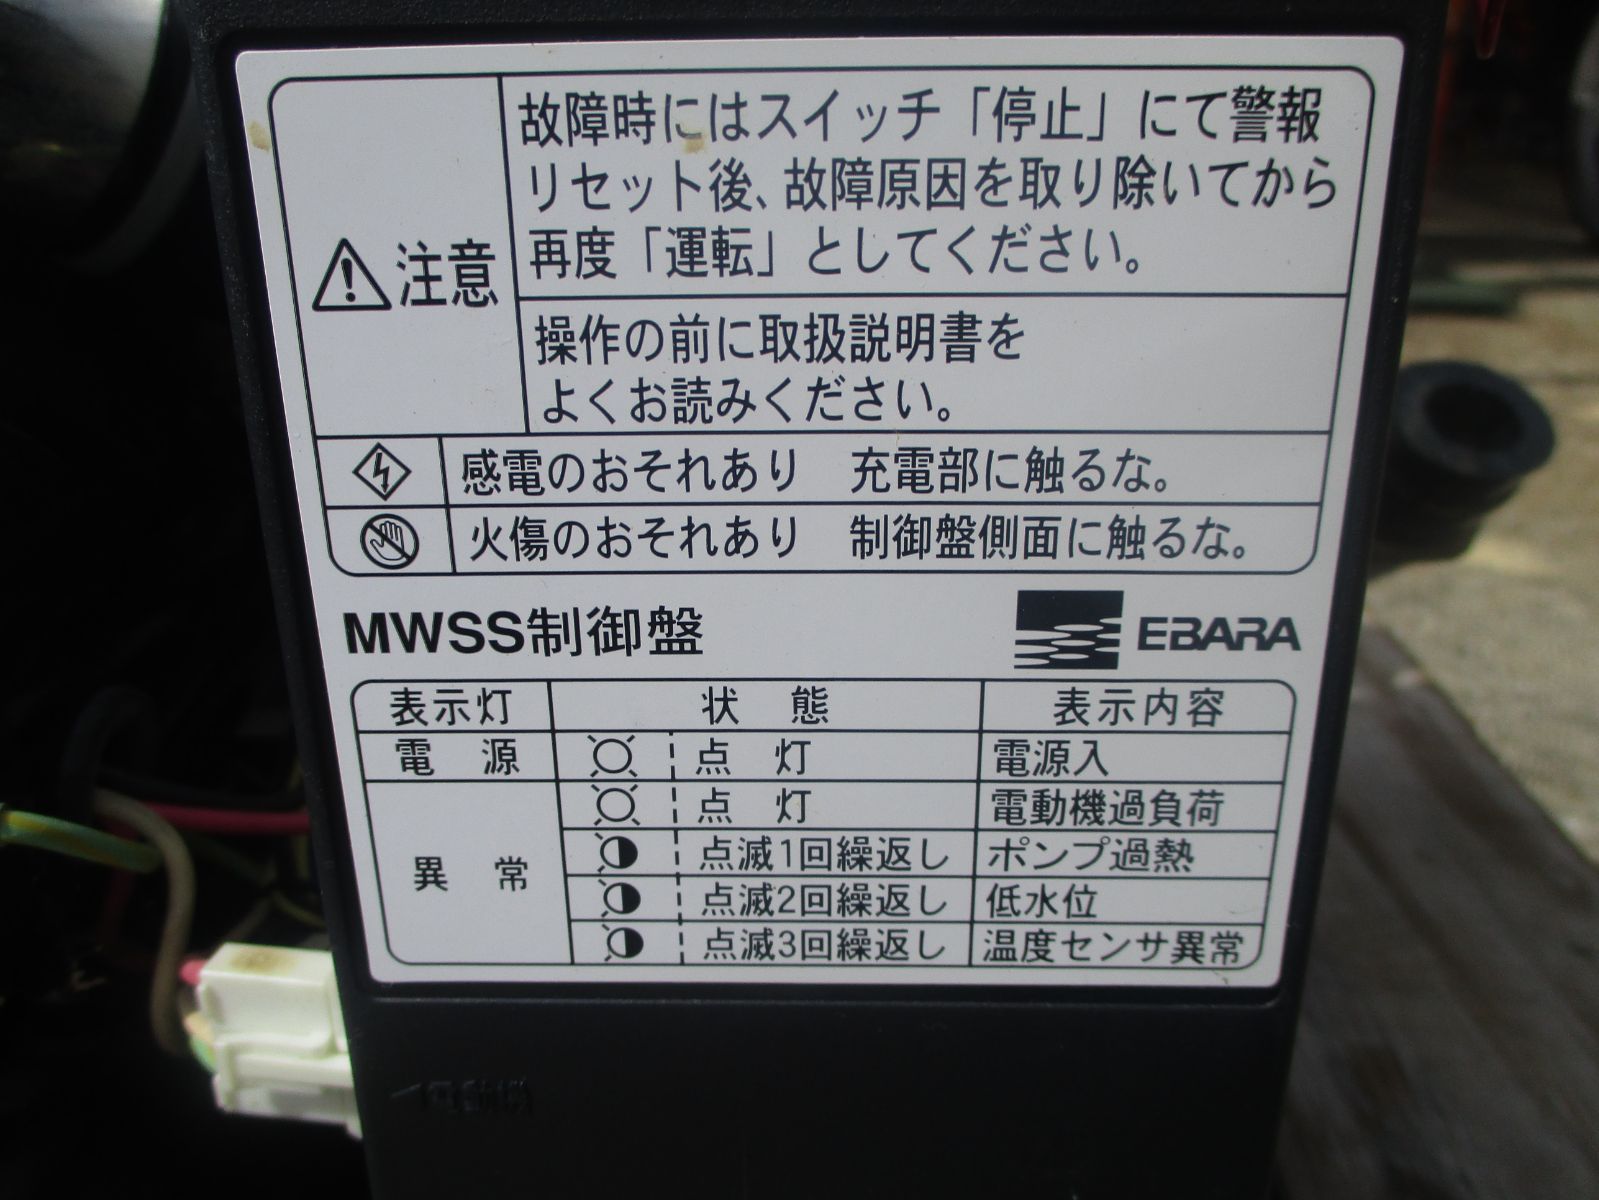 注意
故障時にはスイッチ「停止」にて警報
リセット後、故障原因を取り除いてから
再度「運転」としてください。
操作の前に取扱説明書を
よくお読みください。
感電のおそれあり 充電部に触るな。
火傷のおそれあり 制御盤側面に触るな。
MWSS制御盤 EBARA
表示灯 状態 表示内容
電源 点灯 電源入
異常 点灯 電動機過負荷
点滅1回繰返し ポンプ過熱
点滅2回繰返し 低水位
点滅3回繰返し 温度センサ異常
電動機